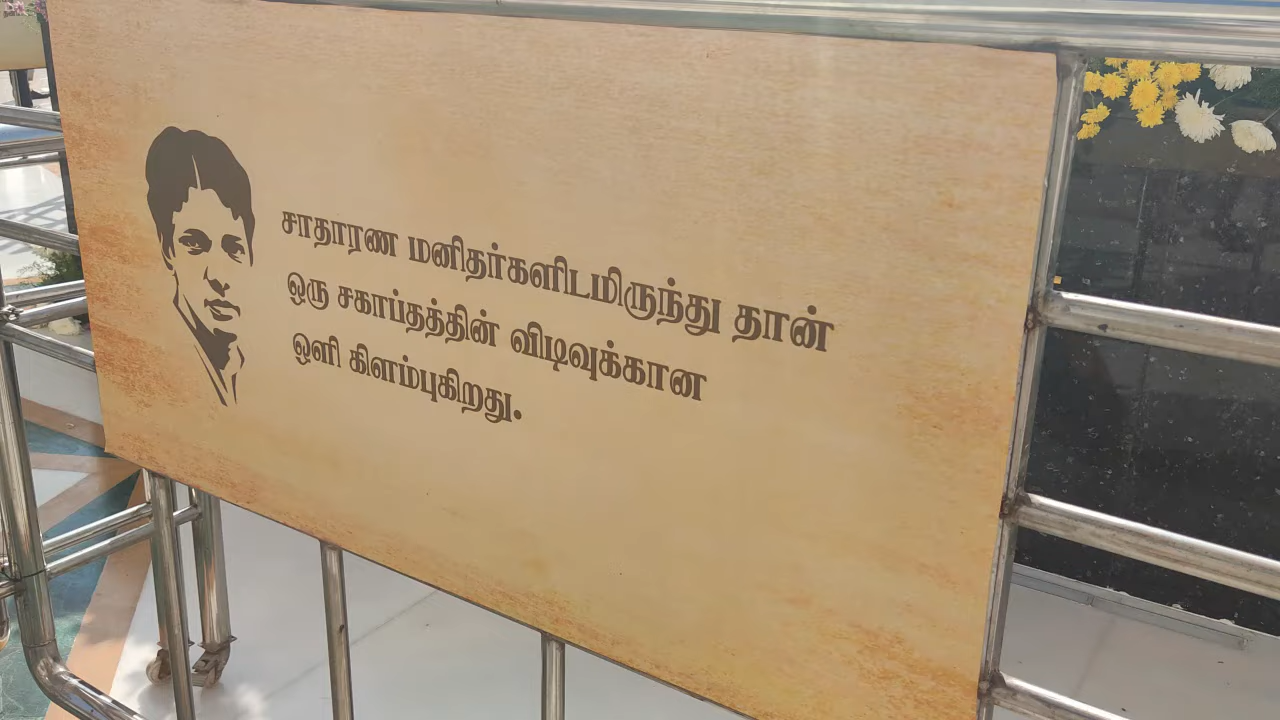 சாதாரண மனிதர்களிடமிருந்து தான்
ஒரு சகாப்தத்தின் விடிவுக்கான
ஒளி கிளம்புகிறது.